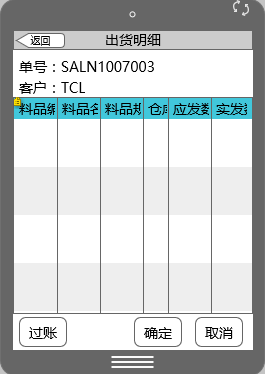 返回 出货明细
单号：SALN1007003
客户：TCL
料品编 料品名 料品规 仓库 应发数 实发数
过账 确定 取消